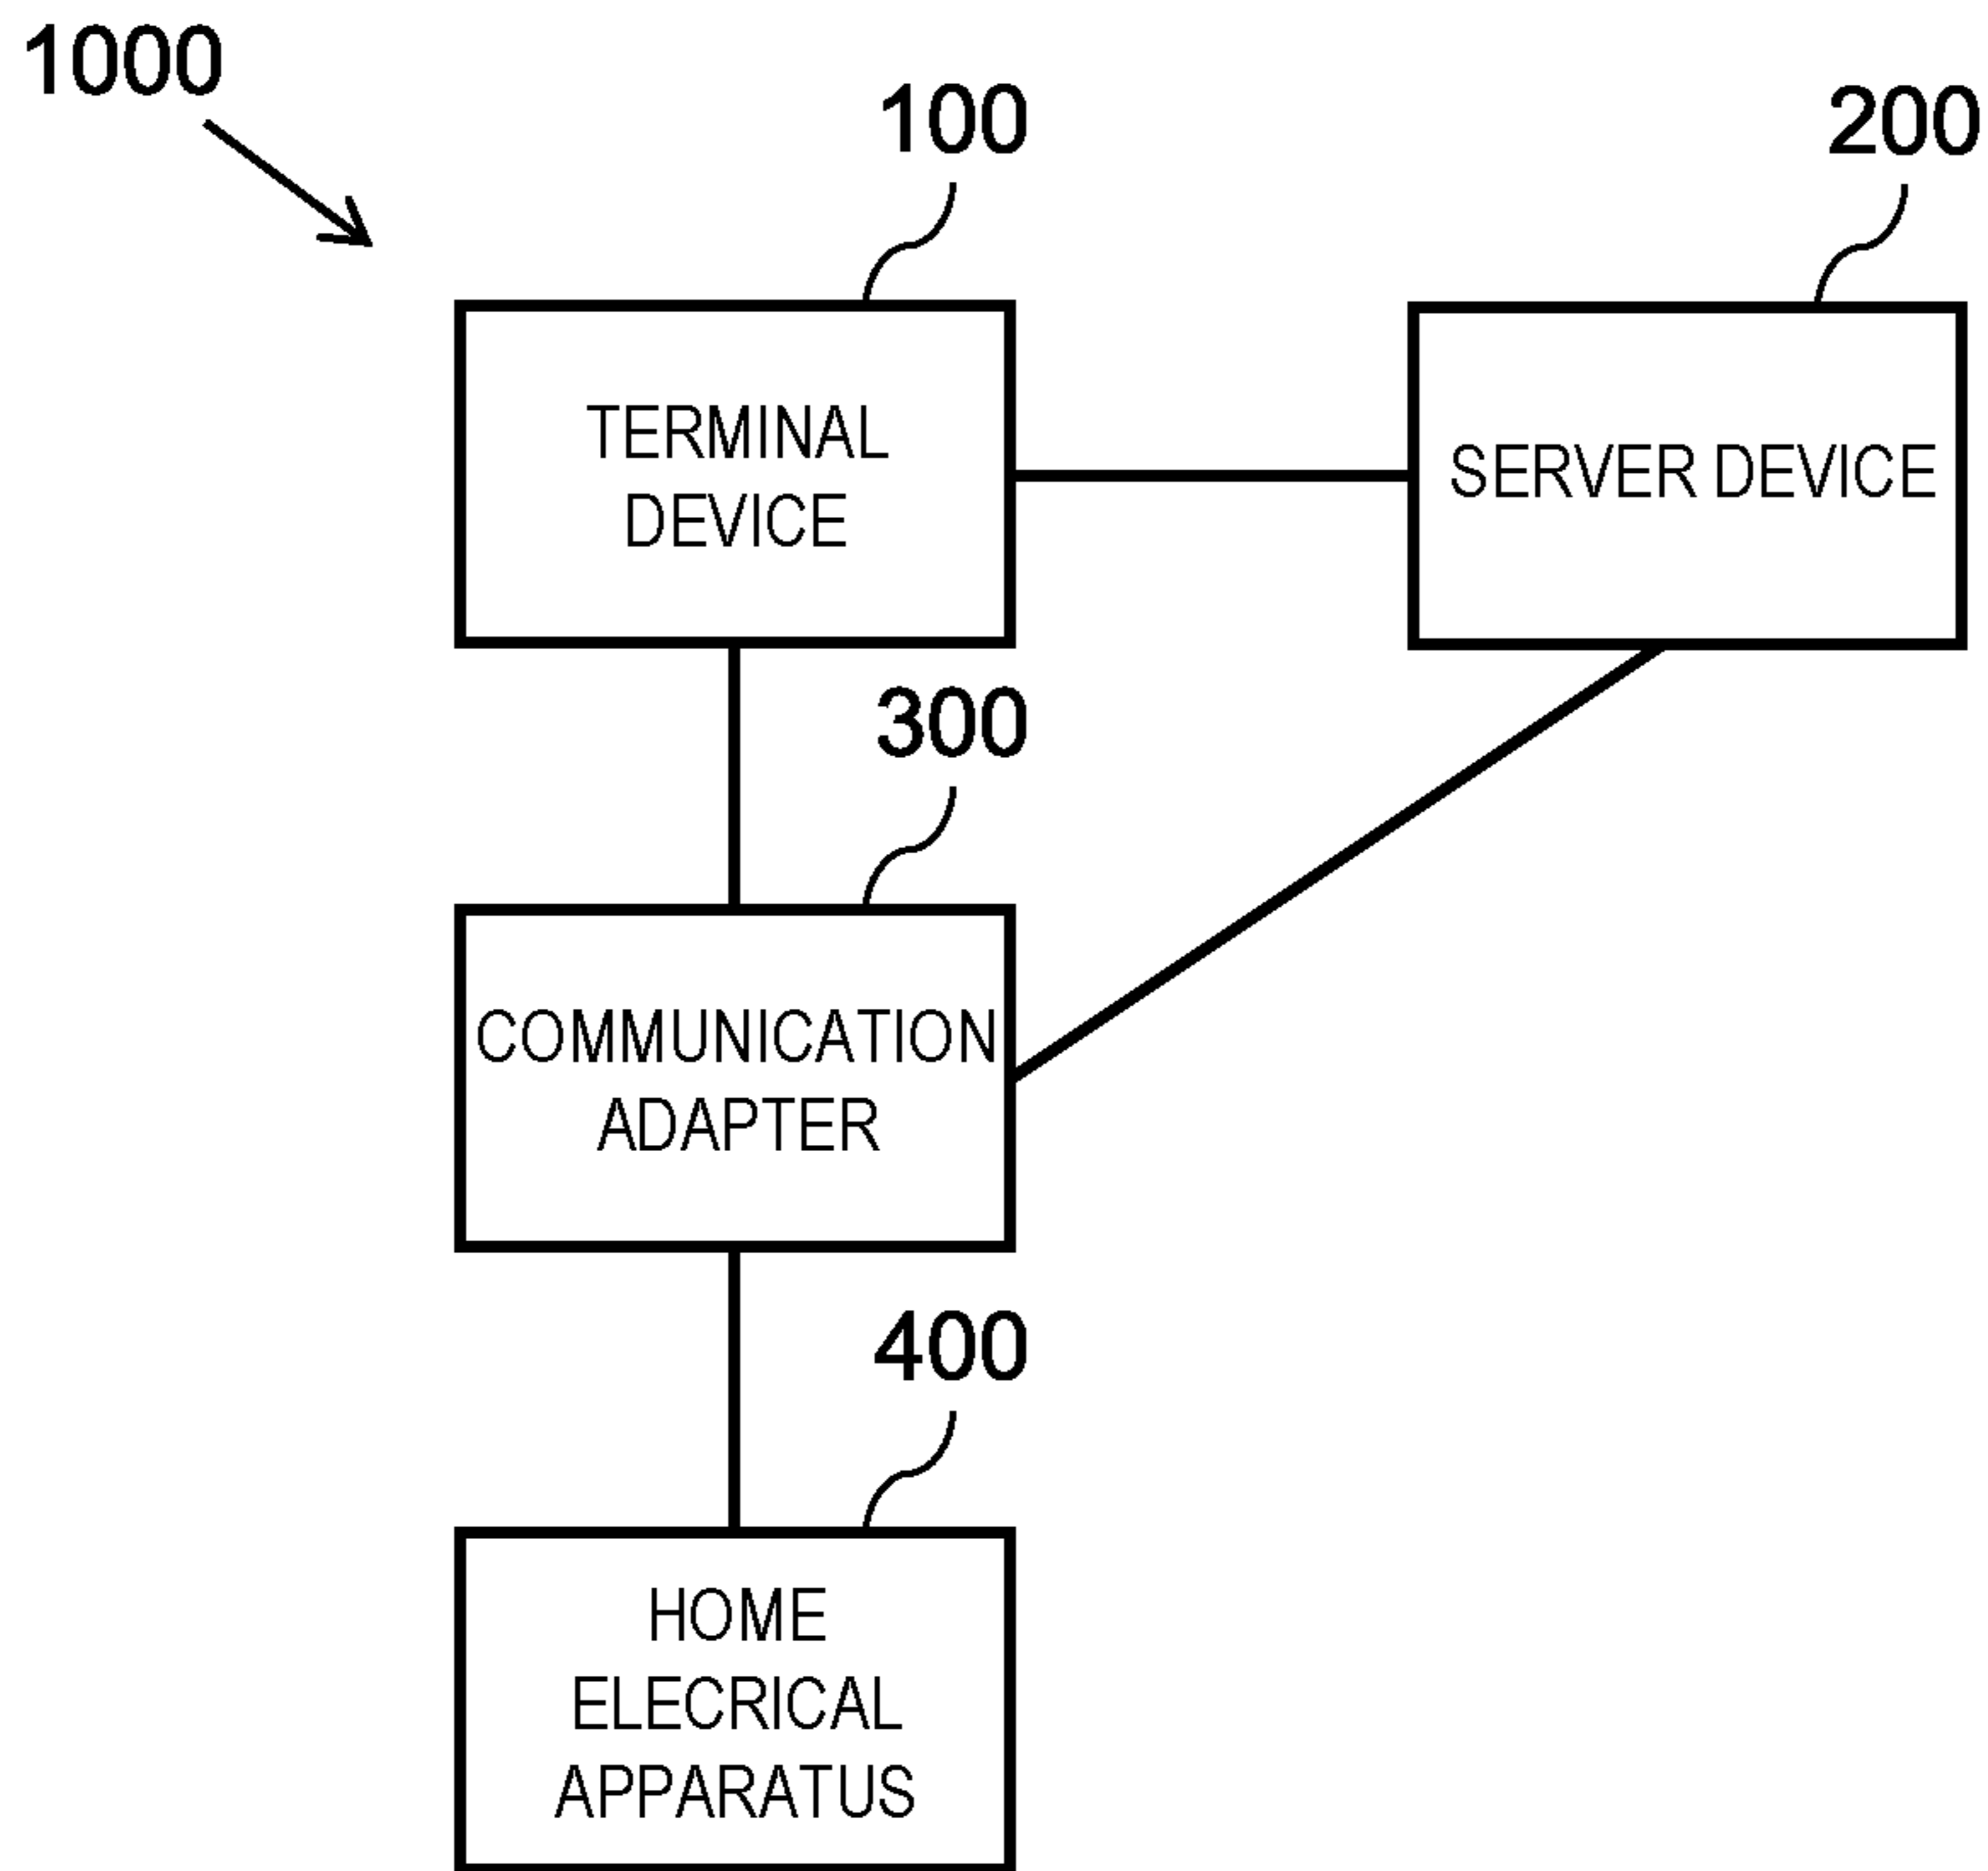 1000
100
200
TERMINAL
DEVICE
SERVER DEVICE
300
COMMUNICATION
ADAPTER
400
HOME
ELECRICAL
APPARATUS